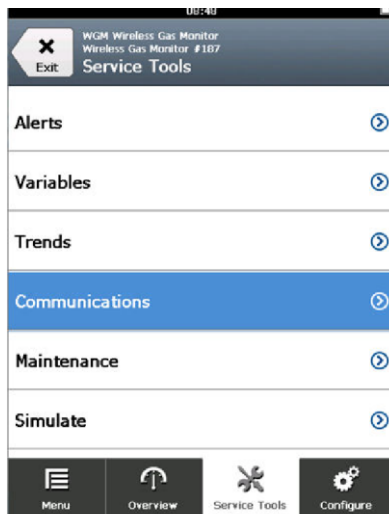 00:40
WGM Wireless Gas Monitor
Wireless Gas Monitor #187
Exit
Service Tools
Alerts
Variables
Trends
Communications
Maintenance
Simulate
Menu
Overview
Service Tools
Configure